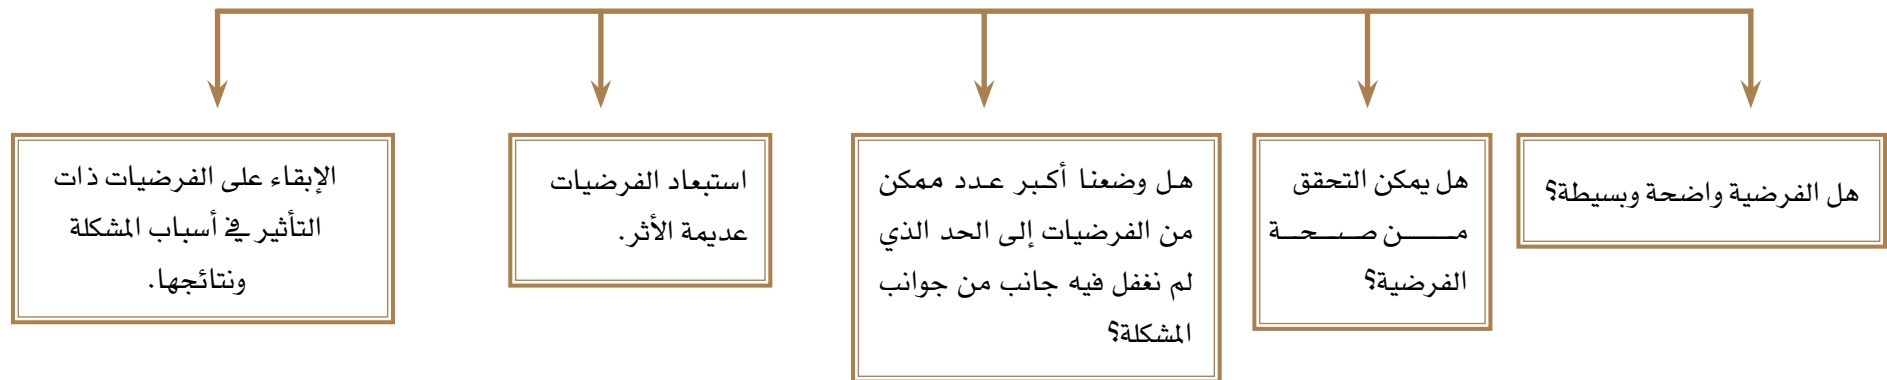 هل الفرضية واضحة وبسيطة؟
هل يمكن التحقق
من صحة
الفرضية؟
هل وضعنا أكبر عدد ممكن
من الفرضيات إلى الحد الذي
لم نغفل فيه جانب من جوانب
المشكلة؟
استبعاد الفرضيات
عديمة الأثر.
الإبقاء على الفرضيات ذات
التأثير في أسباب المشكلة
ونتائجها.